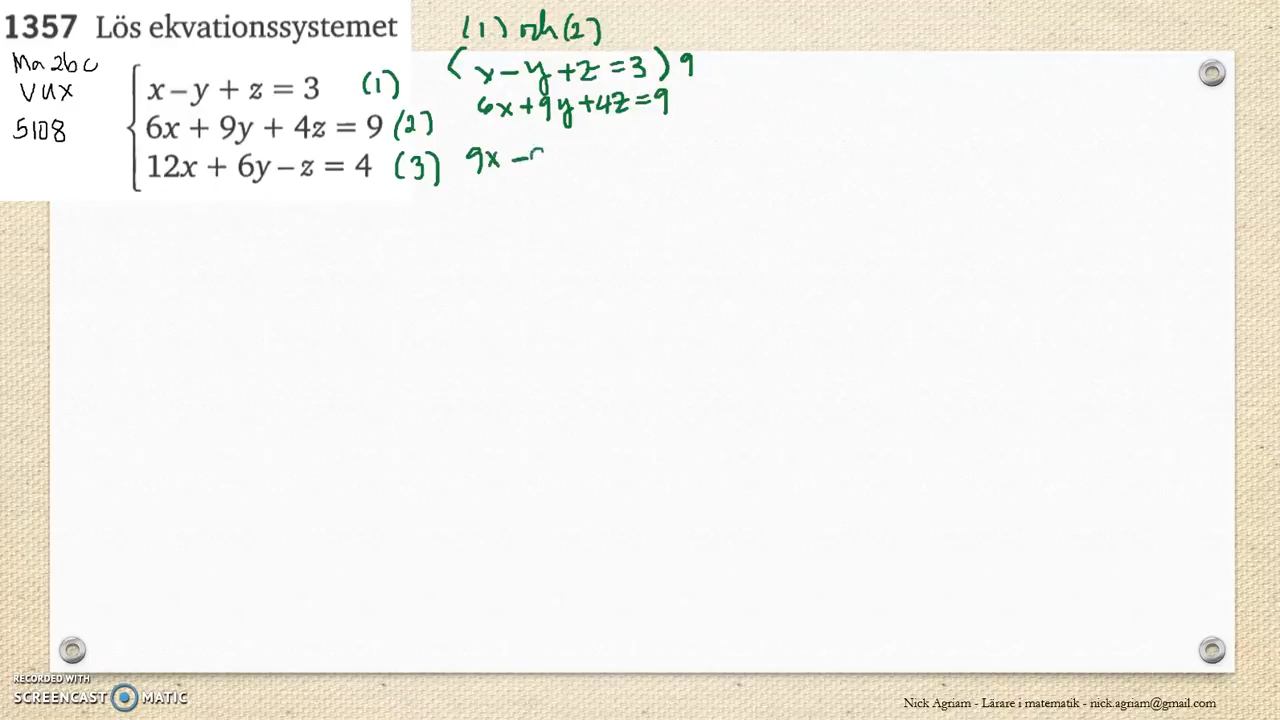 1357 Lös ekvationssystemet
Ma 2bc
VUX
5108
x – y + z = 3 (1)
6x + 9y + 4z = 9 (2)
12x + 6y – z = 4 (3)
(1) och (2)
(x – y + z = 3) 9
6x + 9y + 4z = 9
9x –
RECORDED WITH
SCREENCAST MATIC
Nick Agriam - Lärare i matematik - nick.agriam@gmail.com